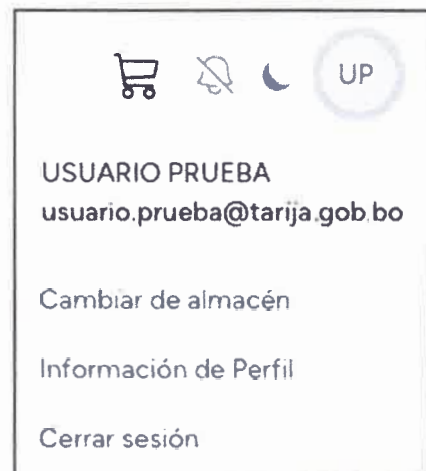 UP
USUARIO PRUEBA
usuario.prueba@tarija.gob.bo
Cambiar de almacén
Información de Perfil
Cerrar sesión